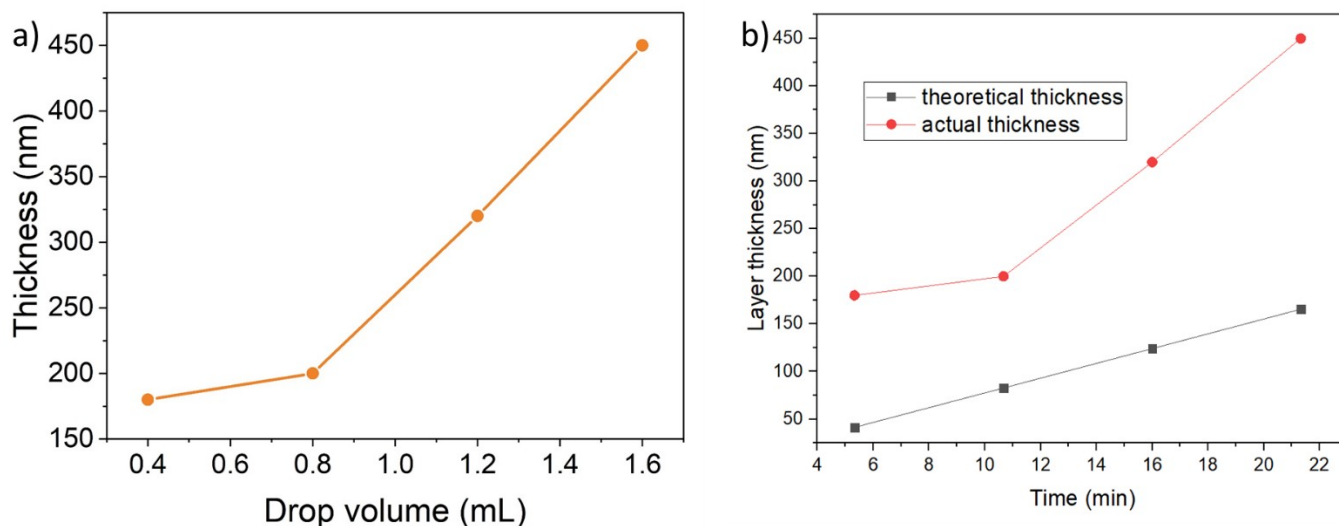 a)
450
400
350
300
250
200
150
Thickness (nm)
0.4 0.6 0.8 1.0 1.2 1.4 1.6
Drop volume (mL)
b)
450
400
350
300
250
200
150
100
50
Layer thickness (nm)
theoretical thickness
actual thickness
4 6 8 10 12 14 16 18 20 22
Time (min)